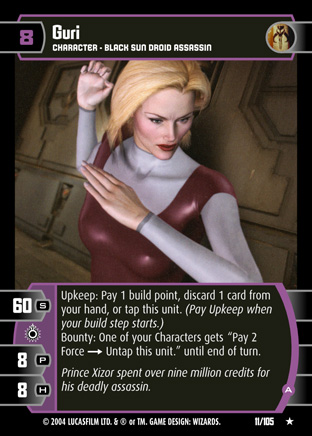 8
Guri
CHARACTER - BLACK SUN DROID ASSASSIN
60 S
8 P
8 H
Upkeep: Pay 1 build point, discard 1 card from
your hand, or tap this unit. (Pay Upkeep when
your build step starts.)
Bounty: One of your Characters gets “Pay 2
Force → Untap this unit.” until end of turn.
Prince Xizor spent over nine million credits for
his deadly assassin.
A
© 2004 LUCASFILM LTD. & ® or TM. GAME DESIGN: WIZARDS. 11/105 ★